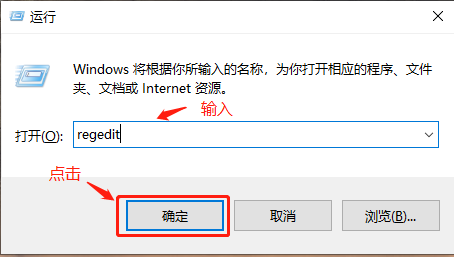 运行
Windows 将根据你所输入的名称，为你打开相应的程序、文件
夹、文档或 Internet 资源。
输入
打开(O):
regedit
点击
确定
取消
浏览(B)...